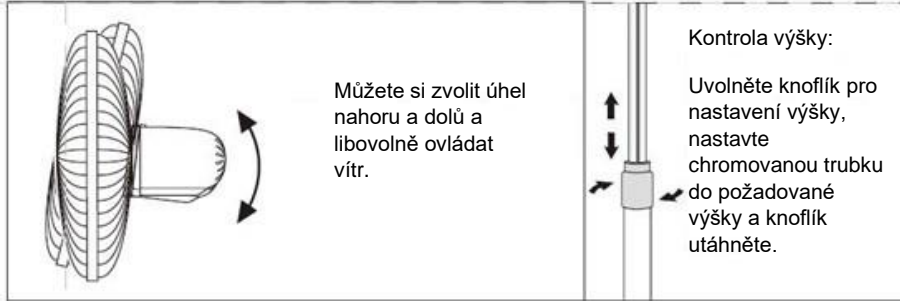 Můžete si zvolit úhel
nahoru a dolů a
libovolně ovládat
vítr.
Kontrola výšky:
Uvolněte knoflík pro
nastavení výšky,
nastavte
chromovanou trubku
do požadované
výšky a knoflík
utáhněte.